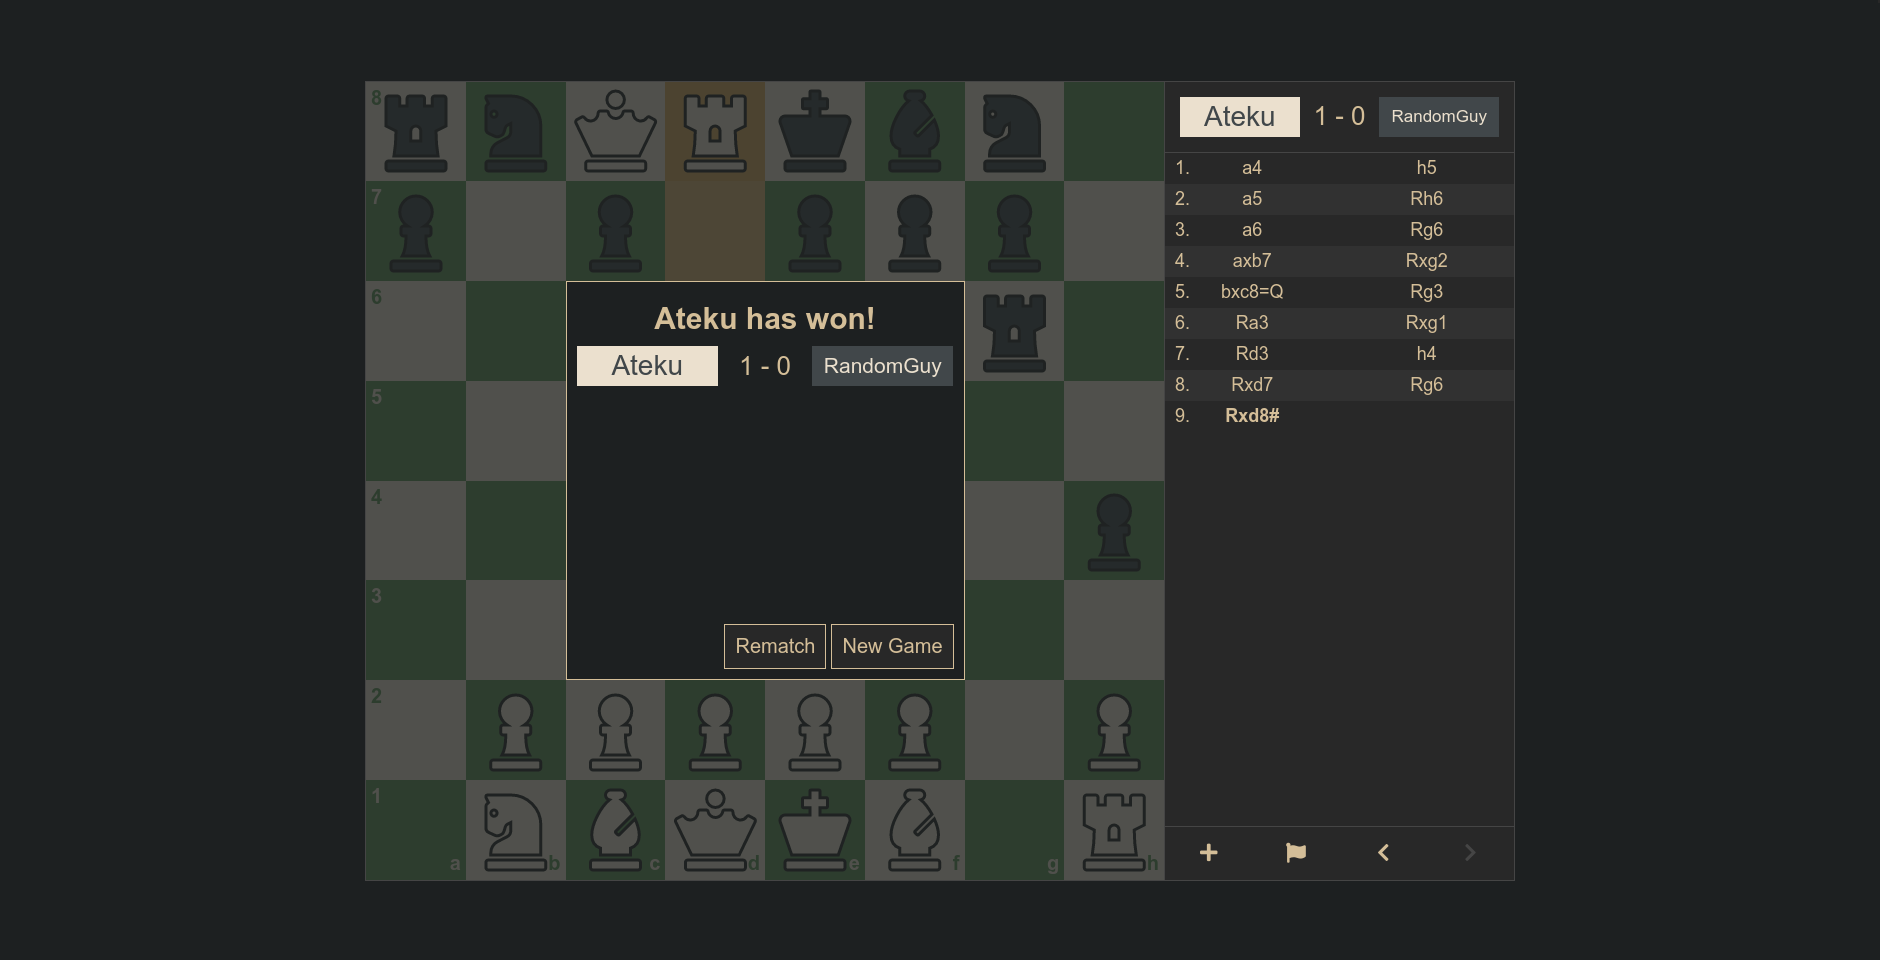 8
7
6
5
4
3
2
1
a b c d e f g h
Ateku has won!
Ateku 1 - 0 RandomGuy
Rematch New Game
Ateku 1 - 0 RandomGuy
1. a4 h5
2. a5 Rh6
3. a6 Rg6
4. axb7 Rxg2
5. bxc8=Q Rg3
6. Ra3 Rxg1
7. Rd3 h4
8. Rxd7 Rg6
9. Rxd8#